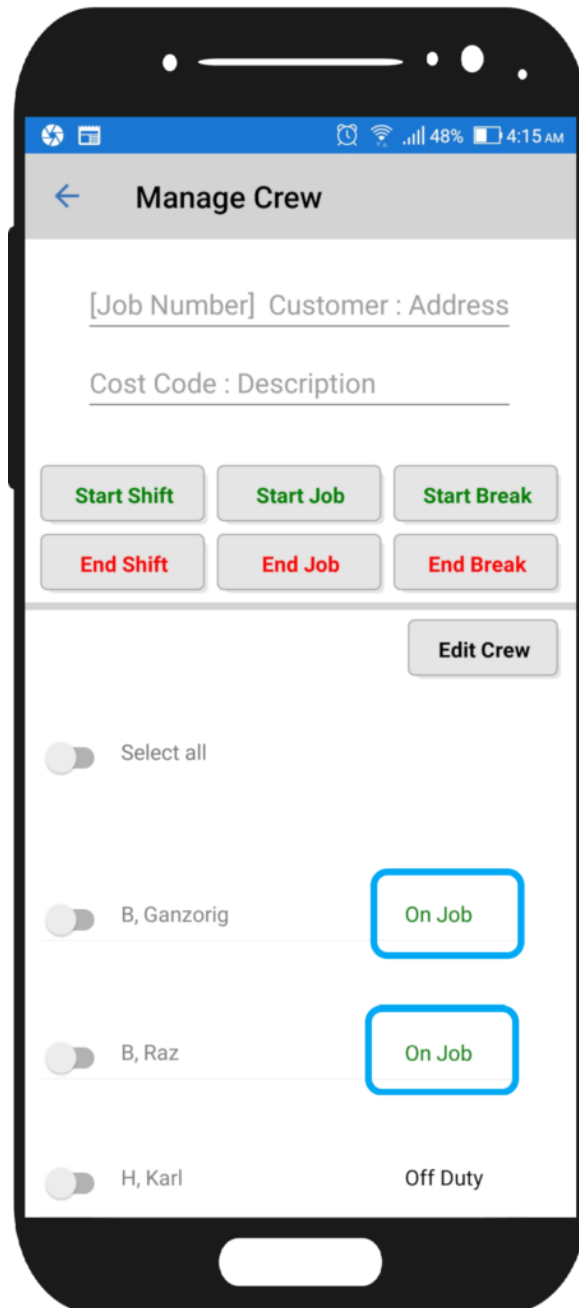 48% 4:15 AM
Manage Crew
[Job Number] Customer : Address
Cost Code : Description
Start Shift Start Job Start Break
End Shift End Job End Break
Edit Crew
Select all
B, Ganzorig On Job
B, Raz On Job
H, Karl Off Duty